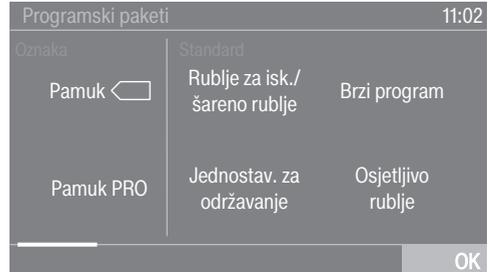 Programski paketi 11:02
Oznaka Standard
Pamuk
Rublje za isk./
šareno rublje
Brzi program
Pamuk PRO
Jednostav. za
održavanje
Osjetljivo
rublje
OK